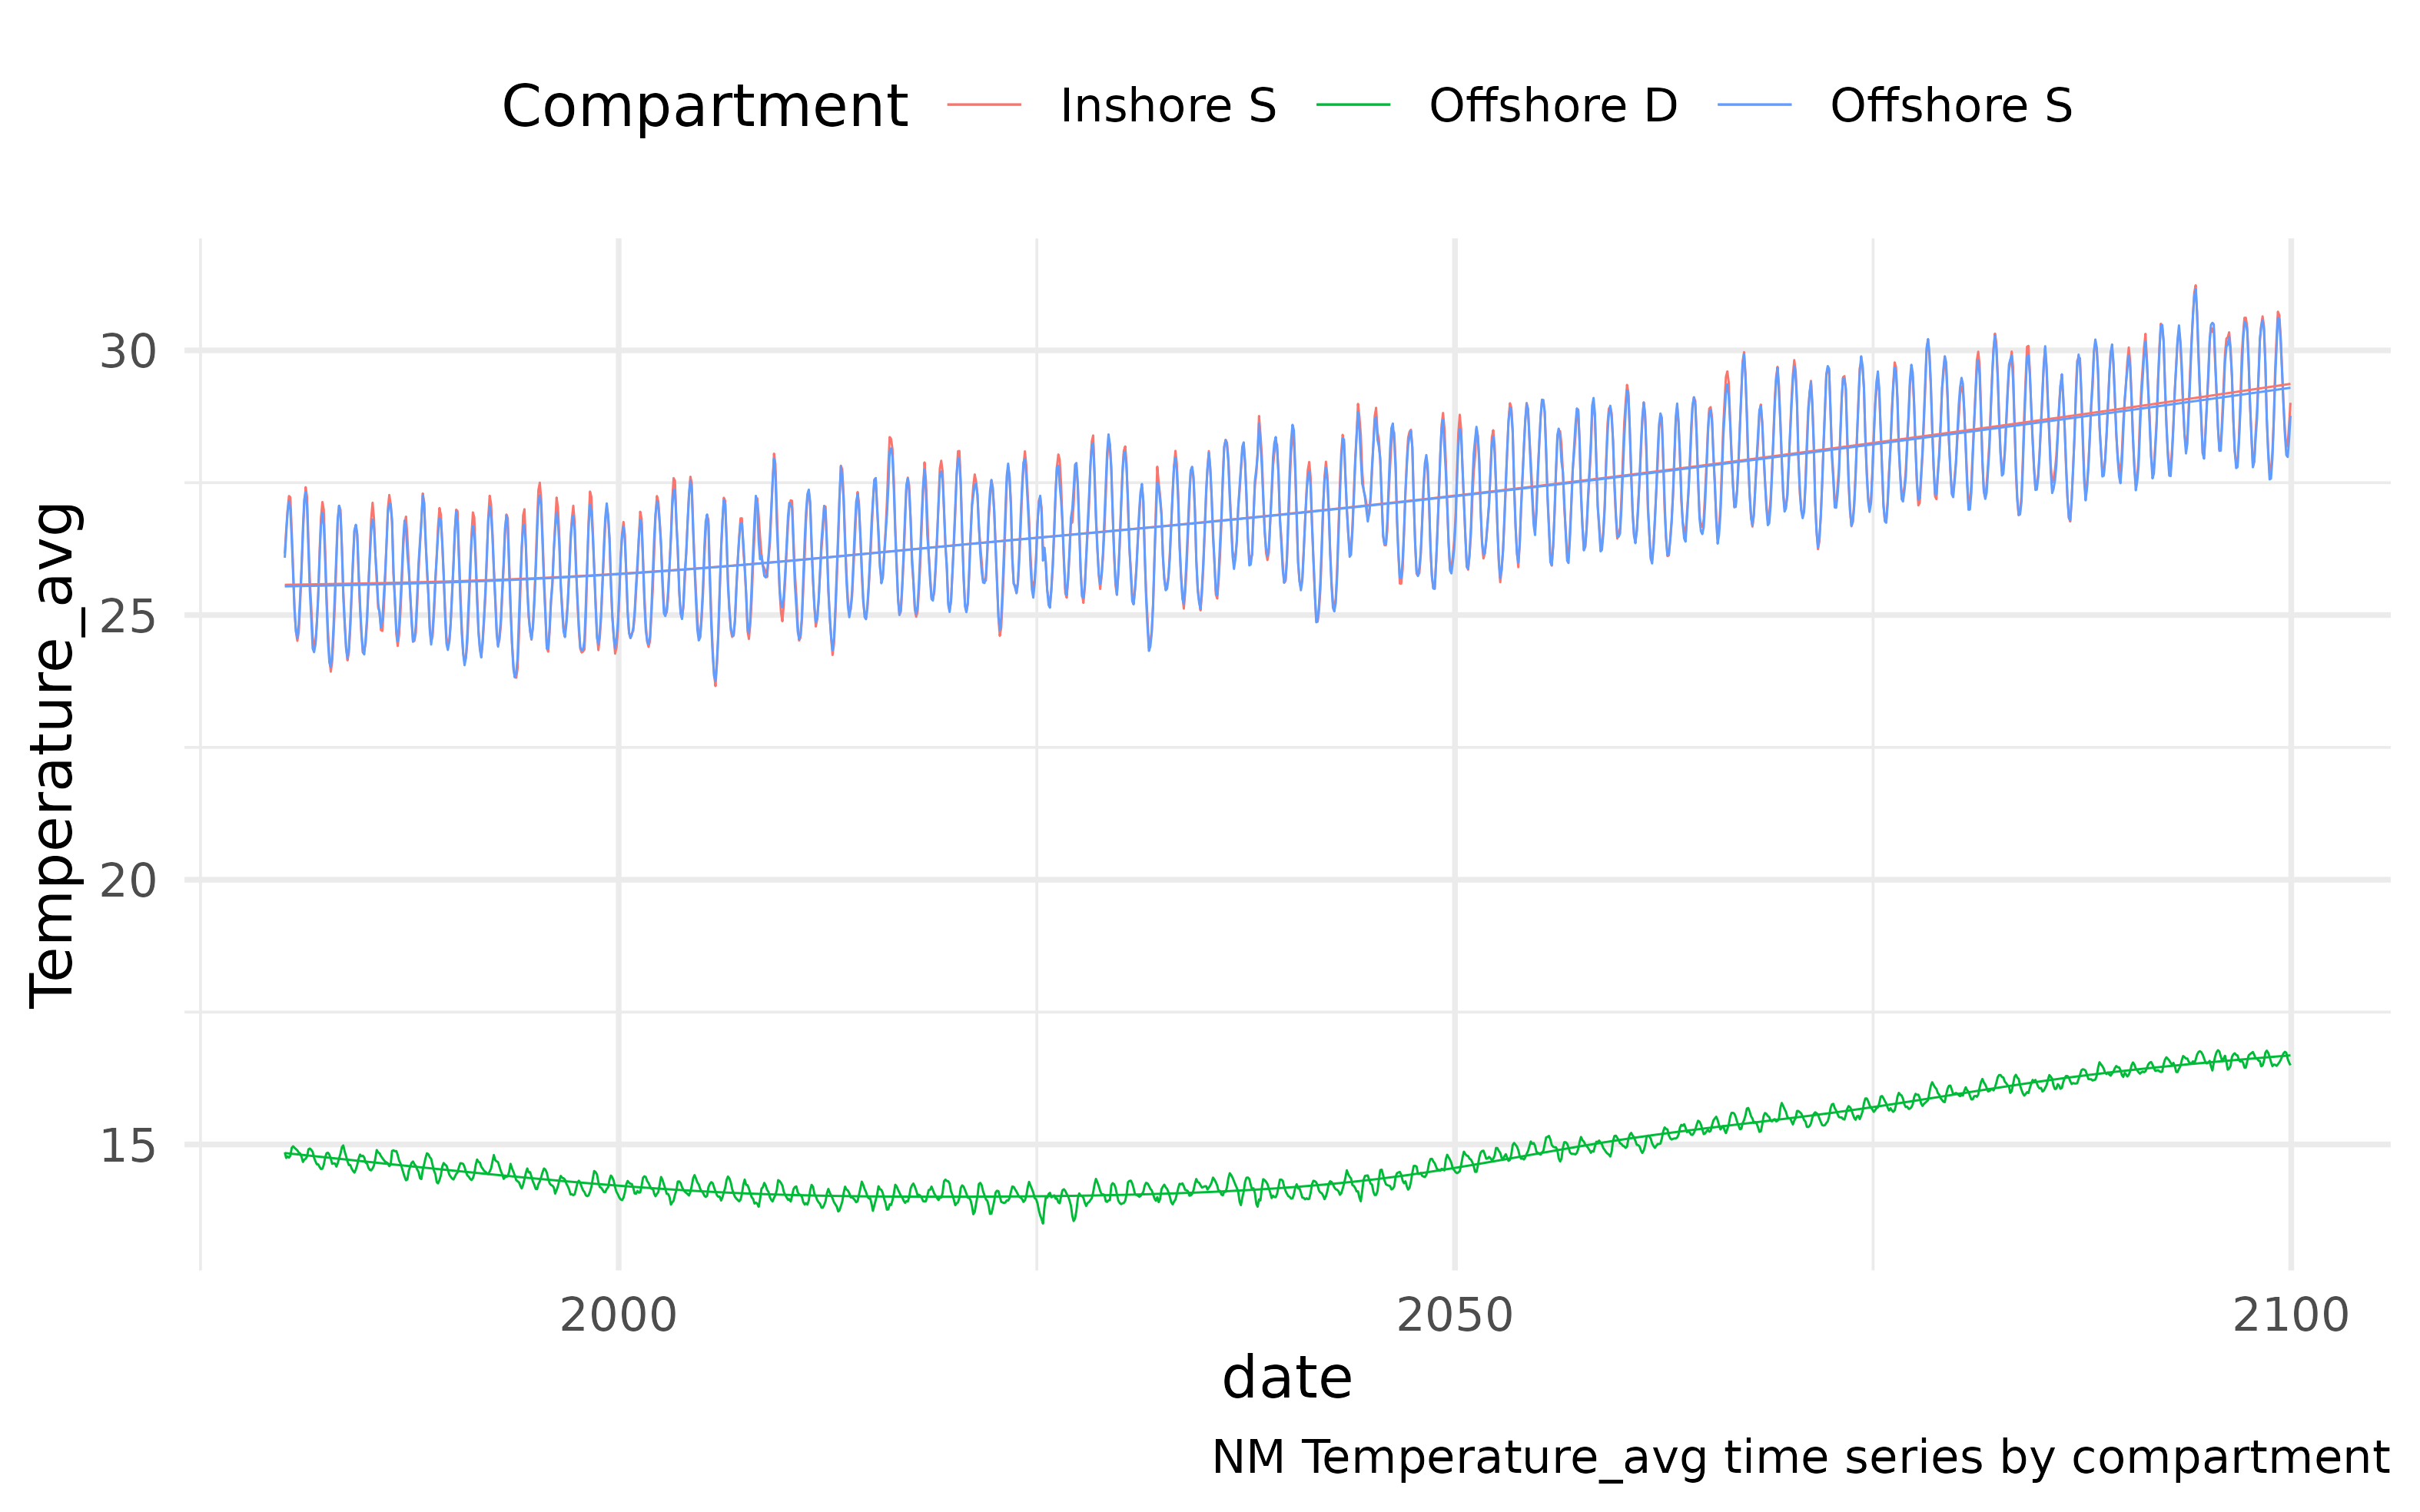 Compartment Inshore S Offshore D Offshore S
Temperature_avg
30
25
20
15
2000 2050 2100
date
NM Temperature_avg time series by compartment